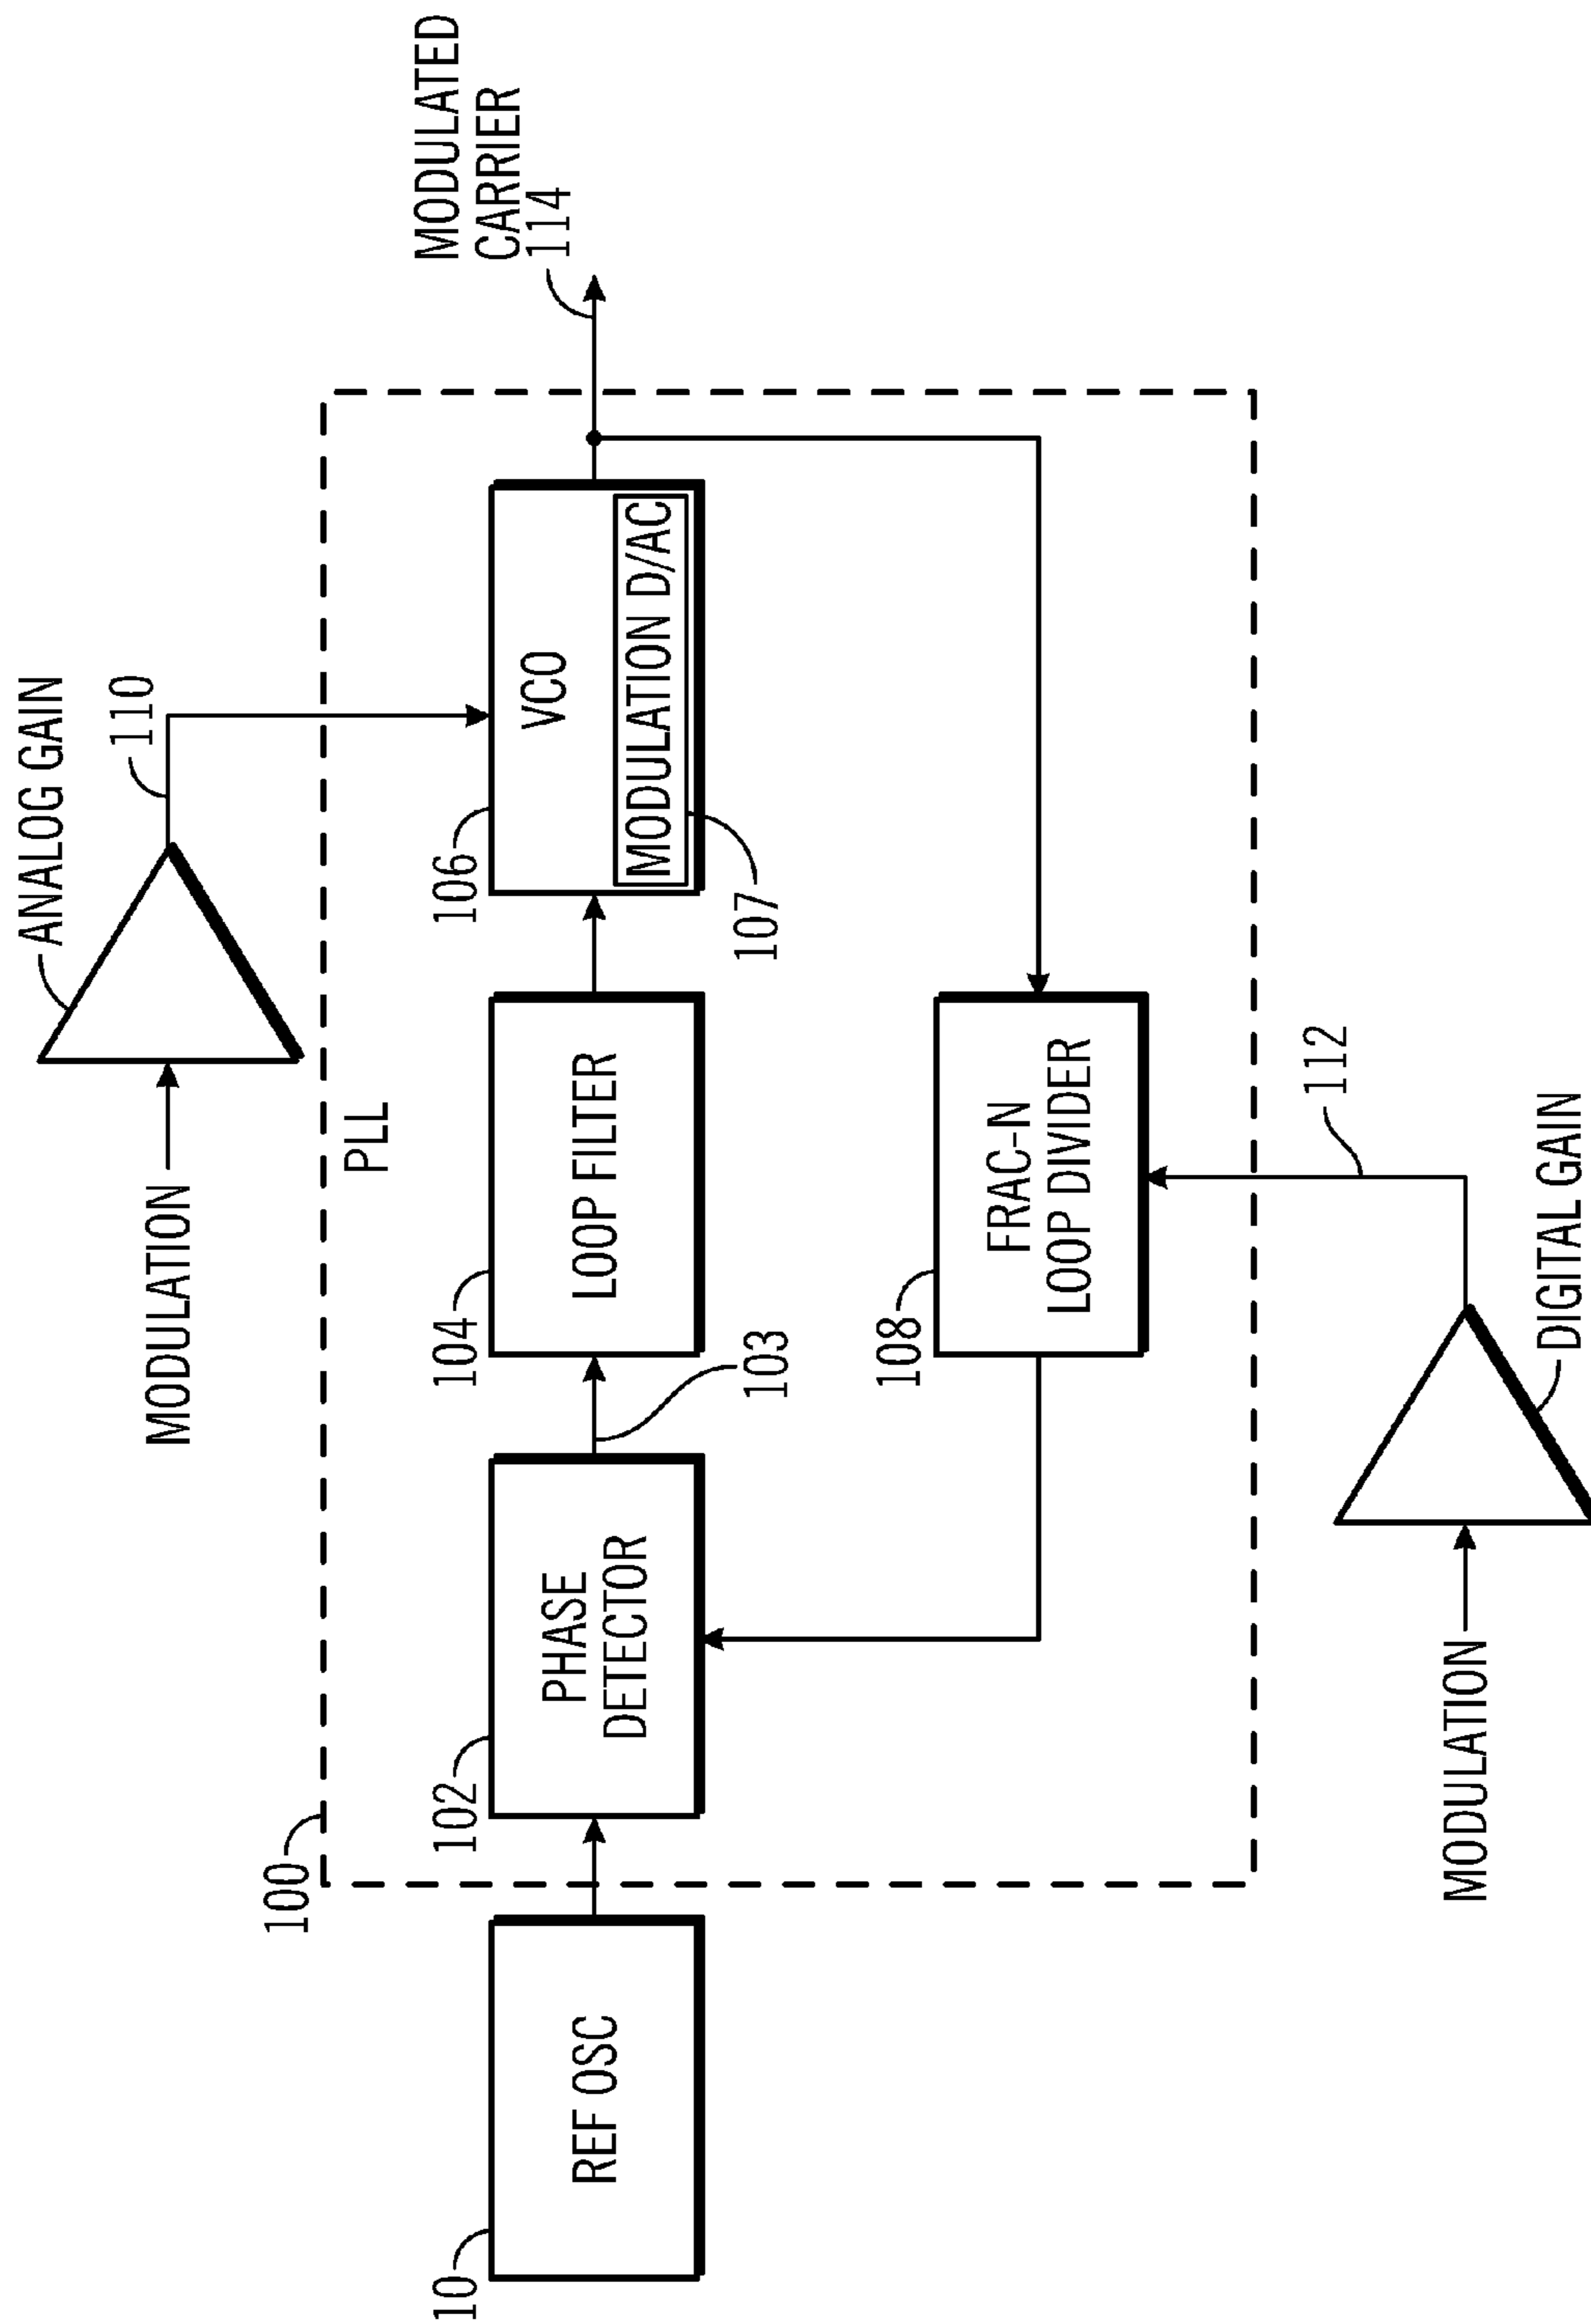 ANALOG GAIN
110
MODULATION
MODULATED
CARRIER
114
100
PLL
10
REF OSC
102
PHASE
DETECTOR
103
104
LOOP FILTER
106
VCO
MODULATION D/AC
107
108
FRAC-N
LOOP DIVIDER
112
MODULATION
DIGITAL GAIN